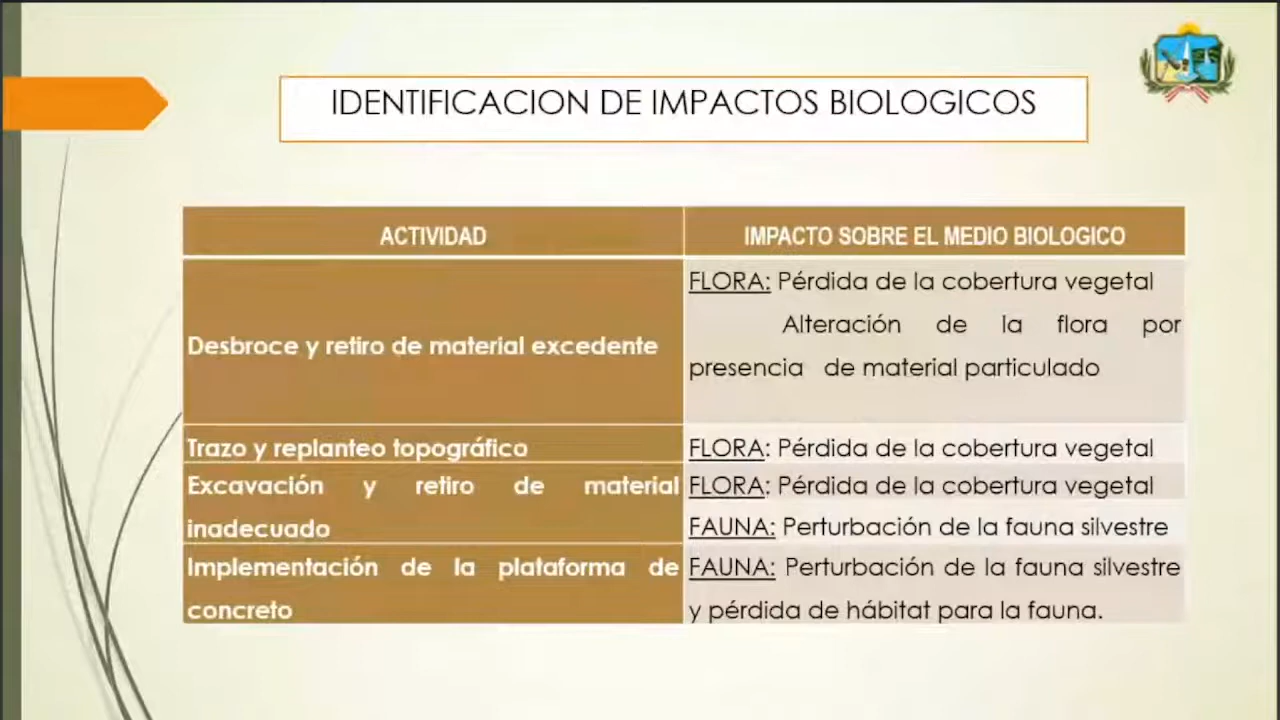 IDENTIFICACION DE IMPACTOS BIOLOGICOS
ACTIVIDAD
IMPACTO SOBRE EL MEDIO BIOLOGICO
Desbroce y retiro de material excedente
FLORA: Pérdida de la cobertura vegetal
Alteración de la flora por
presencia de material particulado
Trazo y replanteo topográfico
FLORA: Pérdida de la cobertura vegetal
Excavación y retiro de material
inadecuado
FLORA: Pérdida de la cobertura vegetal
FAUNA: Perturbación de la fauna silvestre
Implementación de la plataforma de
concreto
FAUNA: Perturbación de la fauna silvestre
y pérdida de hábitat para la fauna.